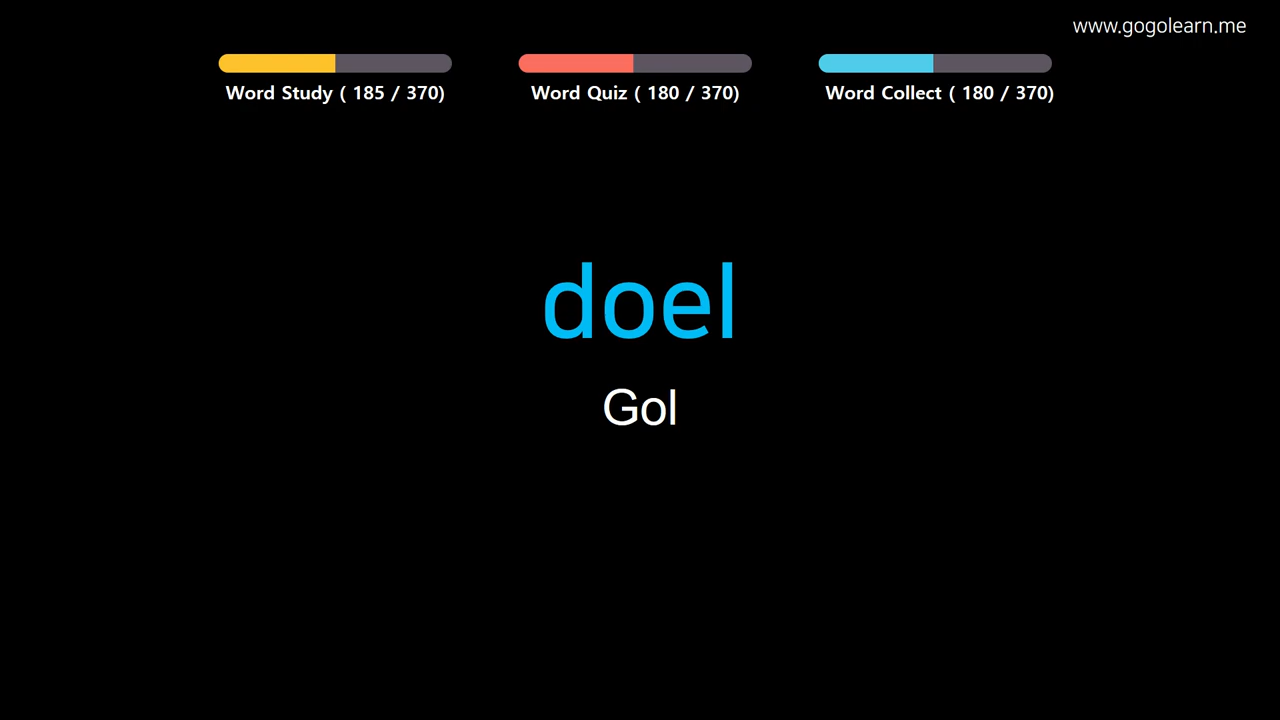 www.gogolearn.me
Word Study ( 185 / 370)
Word Quiz ( 180 / 370)
Word Collect ( 180 / 370)
doel
Gol